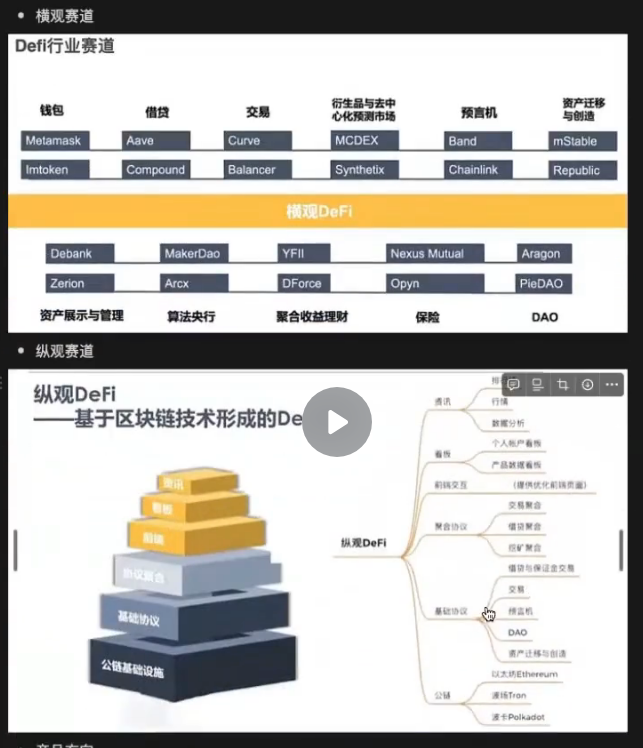 横观赛道
Defi行业赛道
钱包 借贷 交易 衍生品与去中心化预测市场 预言机 资产迁移与创造
Metamask Aave Curve MCDEX Band mStable
Imtoken Compound Balancer Synthetix Chainlink Republic
横观DeFi
Debank MakerDao YFII Nexus Mutual Aragon
Zerion Arcx DForce Opyn PieDAO
资产展示与管理 算法央行 聚合收益理财 保险 DAO
纵观赛道
纵观DeFi
——基于区块链技术形成的De
资讯
看板
前端
协议聚合
基础协议
公链基础设施
纵观DeFi
资讯
行情
数据分析
看板
个人帐户看板
产品数据看板
前端交互
(提供优化前端页面)
聚合协议
交易聚合
借贷聚合
挖矿聚合
基础协议
借贷与保证金交易
交易
预言机
DAO
资产迁移与创造
公链
以太坊Ethereum
波场Tron
波卡Polkadot